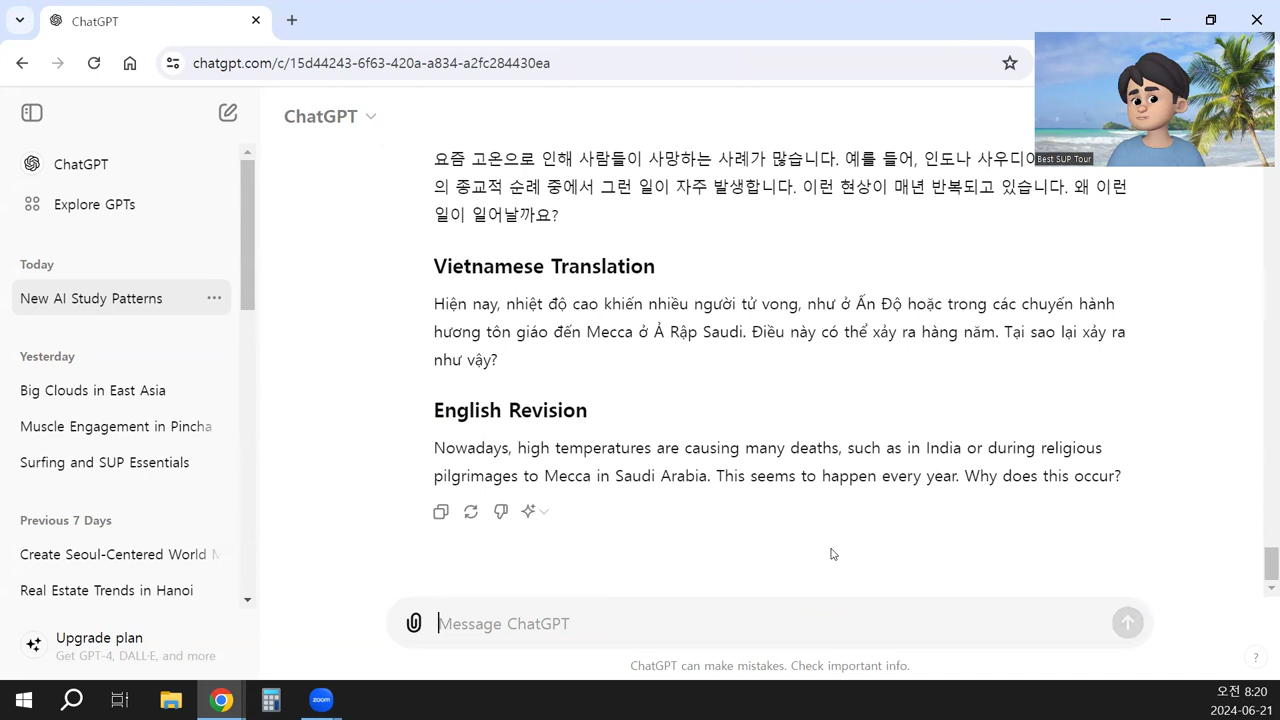 ChatGPT
chatgpt.com/c/15d44243-6f63-420a-a834-a2fc284430ea
Best SUP Tour
ChatGPT
ChatGPT
Explore GPTs
Today
New AI Study Patterns
Yesterday
Big Clouds in East Asia
Muscle Engagement in Pincha
Surfing and SUP Essentials
Previous 7 Days
Create Seoul-Centered World
Real Estate Trends in Hanoi
Upgrade plan
Get GPT-4, DALL·E, and more
요즘 고온으로 인해 사람들이 사망하는 사례가 많습니다. 예를 들어, 인도나
의 종교적 순례 중에서 그런 일이 자주 발생합니다. 이런 현상이 매년 반복되고 있습니다. 왜 이런
일이 일어날까요?
Vietnamese Translation
Hiện nay, nhiệt độ cao khiến nhiều người tử vong, như ở Ấn Độ hoặc trong các chuyến hành
hương tôn giáo đến Mecca ở Ả Rập Saudi. Điều này có thể xảy ra hàng năm. Tại sao lại xảy ra
như vậy?
English Revision
Nowadays, high temperatures are causing many deaths, such as in India or during religious
pilgrimages to Mecca in Saudi Arabia. This seems to happen every year. Why does this occur?
Message ChatGPT
ChatGPT can make mistakes. Check important info.
?
zoom
오전 8:20
2024-06-21